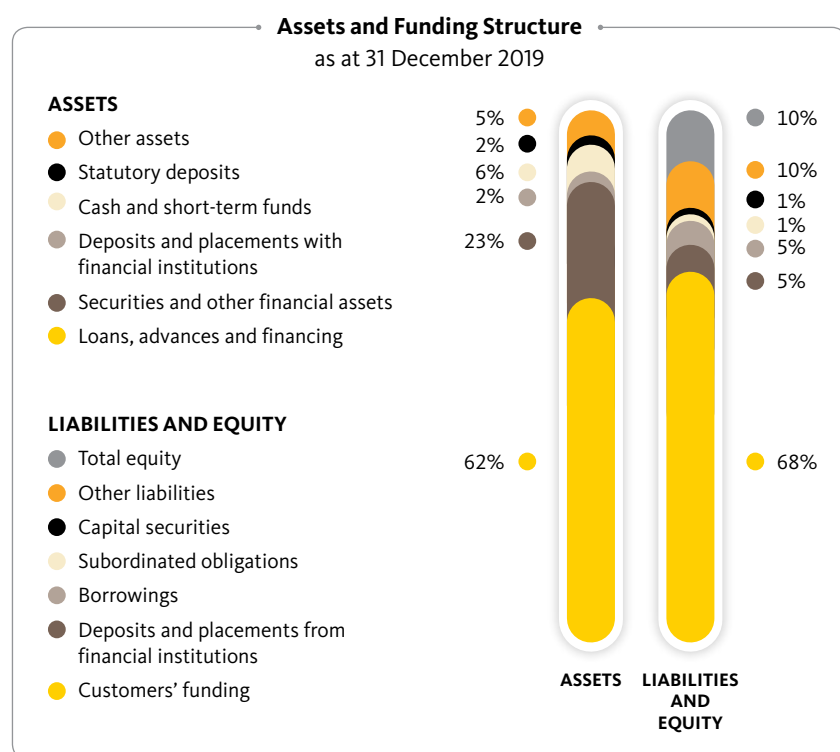 Assets and Funding Structure
as at 31 December 2019
ASSETS
Other assets
Statutory deposits
Cash and short-term funds
Deposits and placements with
financial institutions
Securities and other financial assets
Loans, advances and financing
LIABILITIES AND EQUITY
Total equity
Other liabilities
Capital securities
Subordinated obligations
Borrowings
Deposits and placements from
financial institutions
Customers’ funding
5%
2%
6%
2%
23%
62%
10%
10%
1%
1%
5%
5%
68%
ASSETS
LIABILITIES
AND
EQUITY